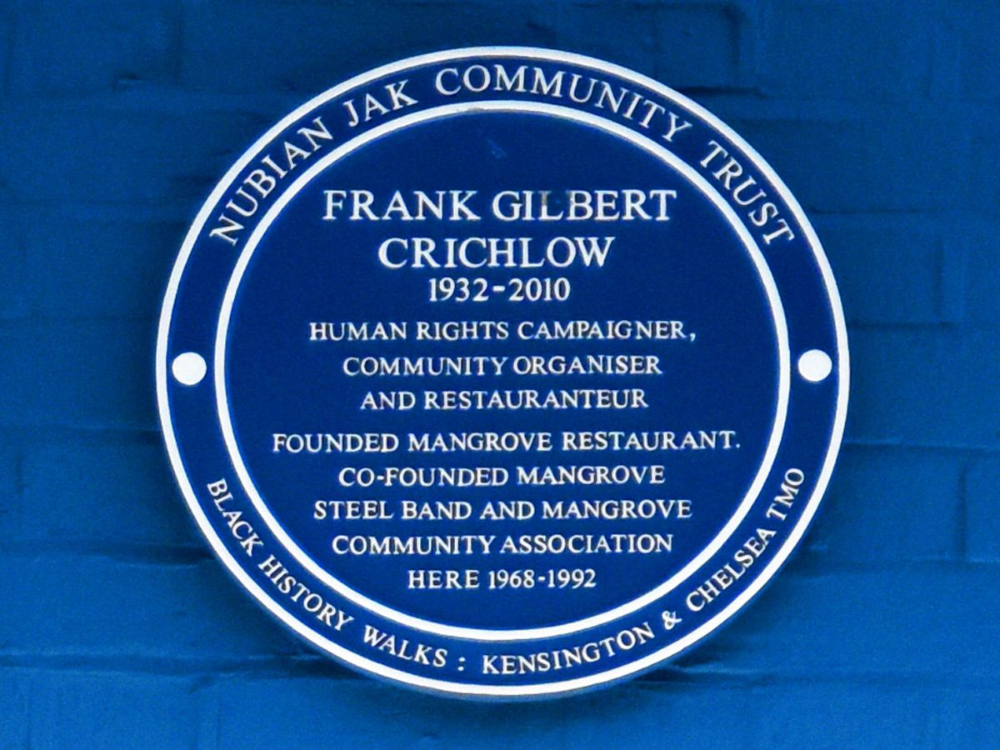 NUBIAN JAK COMMUNITY TRUST
FRANK GILBERT
CRICHLOW
1932-2010
HUMAN RIGHTS CAMPAIGNER,
COMMUNITY ORGANISER
AND RESTAURANTEUR
FOUNDED MANGROVE RESTAURANT.
CO-FOUNDED MANGROVE
STEEL BAND AND MANGROVE
COMMUNITY ASSOCIATION
HERE 1968-1992
BLACK HISTORY WALKS : KENSINGTON & CHELSEA TMO